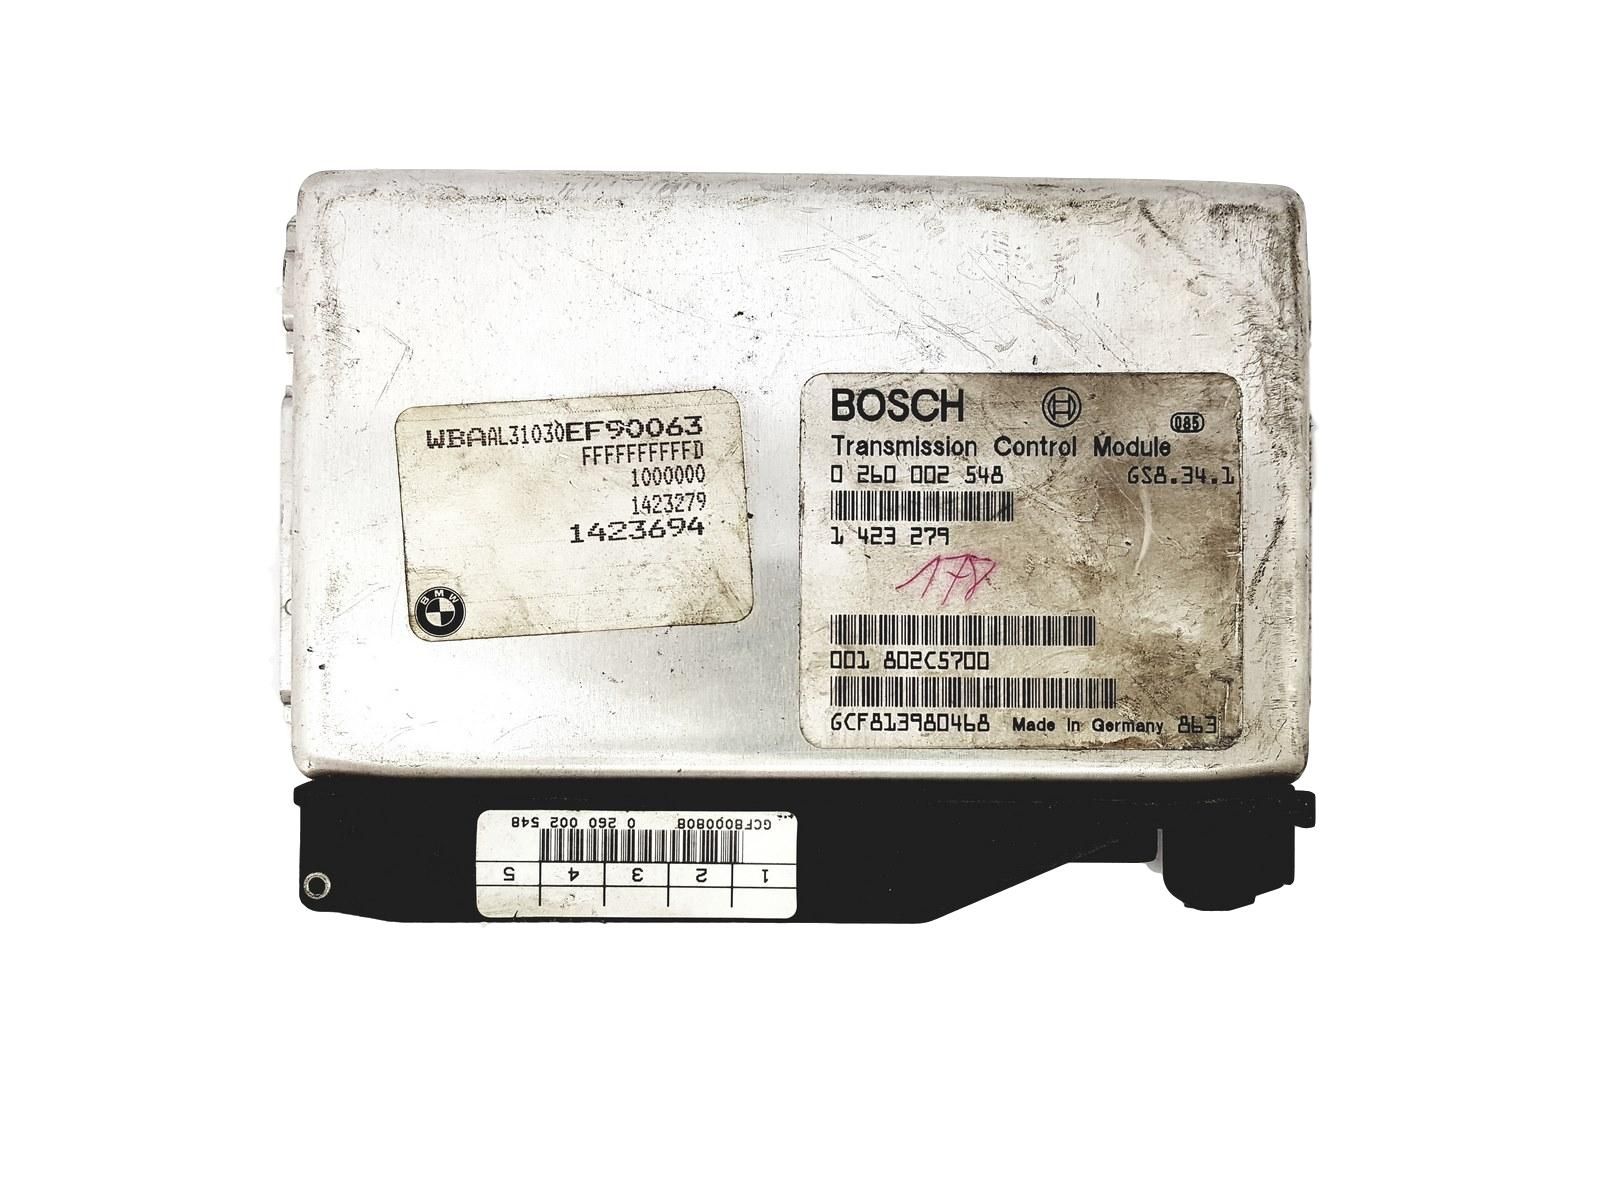 WBAAL31030EF90063
FFFFFFFFFFFD
1000000
1423279
1423694
BMW
BOSCH
085
Transmission Control Module
0 260 002 548 GS8.34.1
1 423 279
178
001 802C5700
GCF813980468 Made In Germany 863
GCF8000808 0 260 002 548
1 2 3 4 5